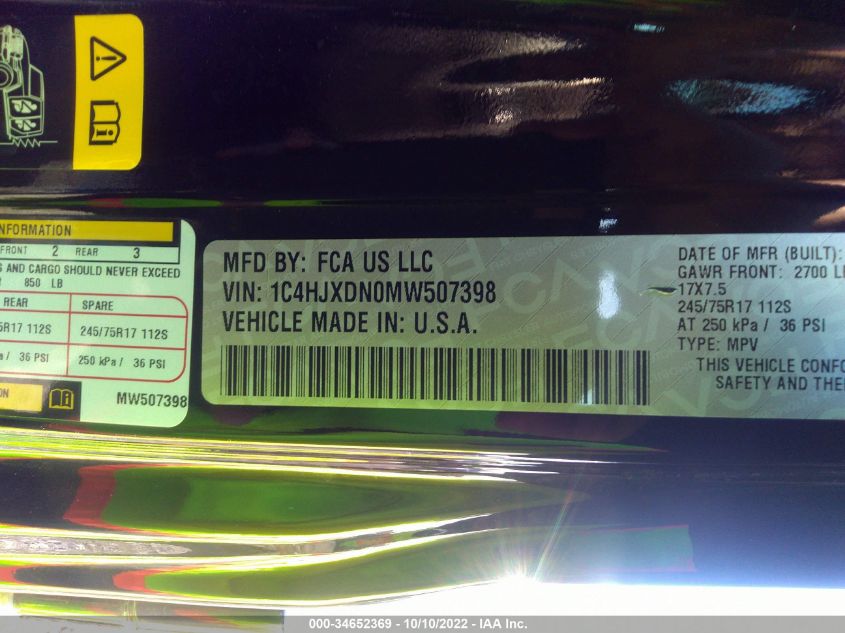 INFORMATION
FRONT 2 REAR 3
S AND CARGO SHOULD NEVER EXCEED
850 LB
REAR SPARE
5R17 112S 245/75R17 112S
a / 36 PSI 250 kPa / 36 PSI
MW507398
MFD BY: FCA US LLC
VIN: 1C4HJXDN0MW507398
VEHICLE MADE IN: U.S.A.
DATE OF MFR (BUILT):
GAWR FRONT: 2700 L
17X7.5
245/75R17 112S
AT 250 kPa / 36 PSI
TYPE: MPV
THIS VEHICLE CONFO
SAFETY AND THE
000-34652369 - 10/10/2022 - IAA Inc.